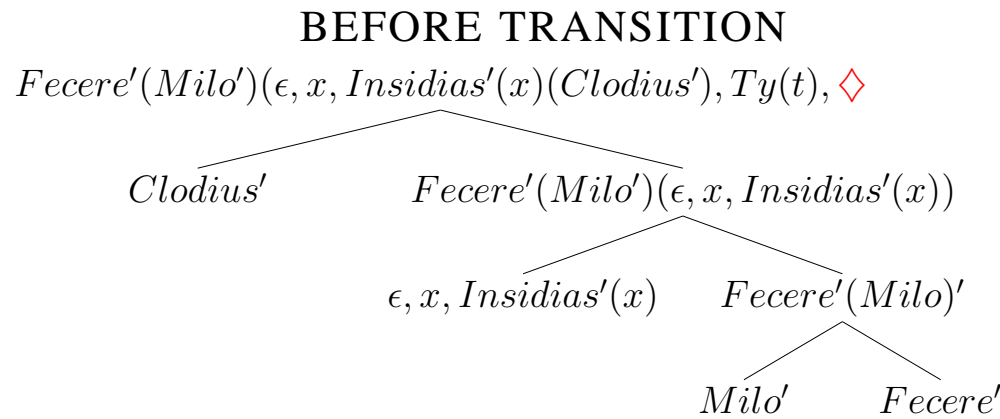 BEFORE TRANSITION
Fecere′(Milo′)(ϵ, x, Insidias′(x)(Clodius′), Ty(t), ♢
Clodius′ Fecere′(Milo′)(ϵ, x, Insidias′(x))
ϵ, x, Insidias′(x) Fecere′(Milo)′
Milo′ Fecere′